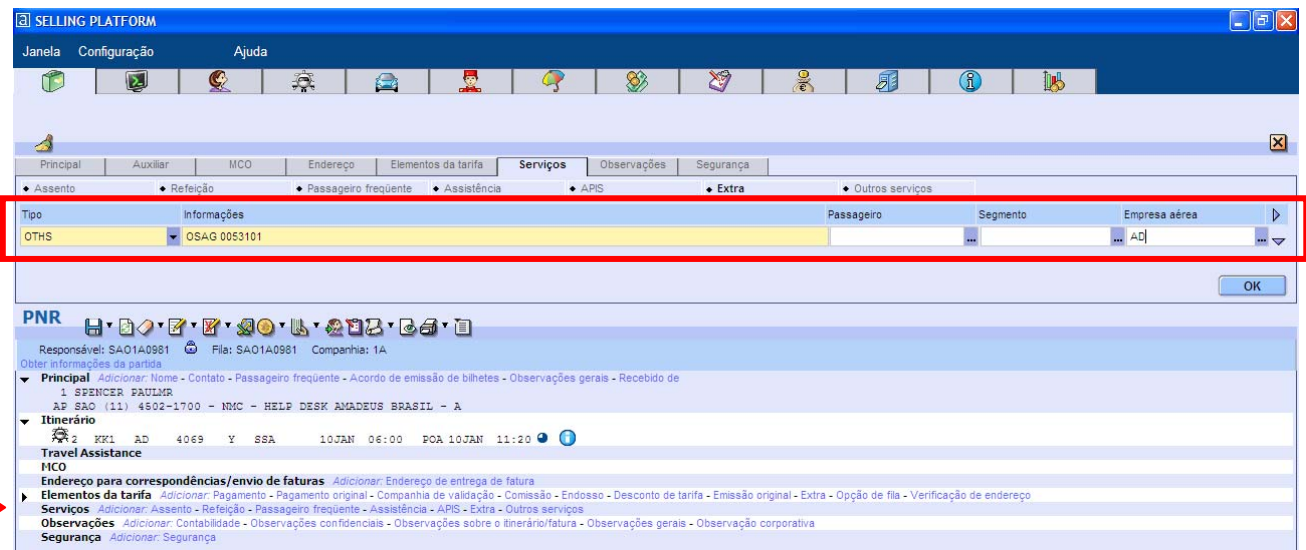 a SELLING PLATFORM
Janela Configuração Ajuda
Principal Auxiliar MCO Endereço Elementos da tarifa Serviços Observações Segurança
Assento Refeição Passageiro freqüente Assistência APIS Extra Outros serviços
Tipo Informações Passageiro Segmento Empresa aérea
OTHS OSAG 0053101 ... ... AD ...
OK
PNR
Responsável: SAO1A0981 Fila: SAO1A0981 Companhia: 1A
Obter informações da partida
Principal Adicionar: Nome - Contato - Passageiro freqüente - Acordo de emissão de bilhetes - Observações gerais - Recebido de
1 SPENCER PAULMR
AP SAO (11) 4502-1700 - NMC - HELP DESK AMADEUS BRASIL - A
Itinerário
2 KK1 AD 4069 Y SSA 10JAN 06:00 POA 10JAN 11:20
Travel Assistance
MCO
Endereço para correspondências/envio de faturas Adicionar: Endereço de entrega de fatura
Elementos da tarifa Adicionar: Pagamento - Pagamento original - Companhia de validação - Comissão - Endosso - Desconto de tarifa - Emissão original - Extra - Opção de fila - Verificação de endereço
Serviços Adicionar: Assento - Refeição - Passageiro freqüente - Assistência - APIS - Extra - Outros serviços
Observações Adicionar: Contabilidade - Observações confidenciais - Observações sobre o itinerário/fatura - Observações gerais - Observação corporativa
Segurança Adicionar: Segurança